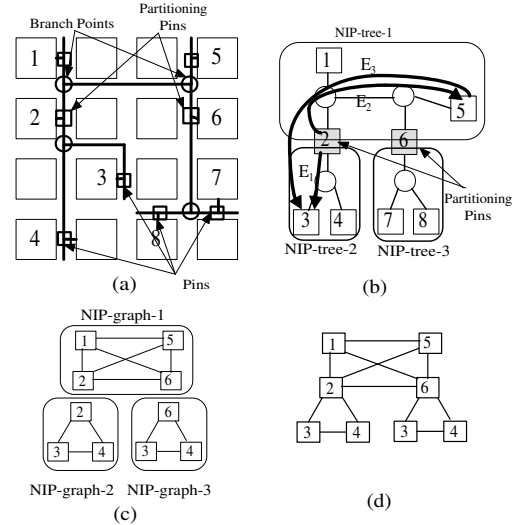 Branch Points
Partitioning
Pins
1
5
2
6
3
7
4
8
Pins
(a)
NIP-tree-1
1
E3
E2
5
2
6
E1
Partitioning
Pins
3
4
7
8
NIP-tree-2
NIP-tree-3
(b)
NIP-graph-1
1
5
2
6
2
6
3
4
3
4
NIP-graph-2
NIP-graph-3
(c)
1
5
2
6
3
4
3
4
(d)